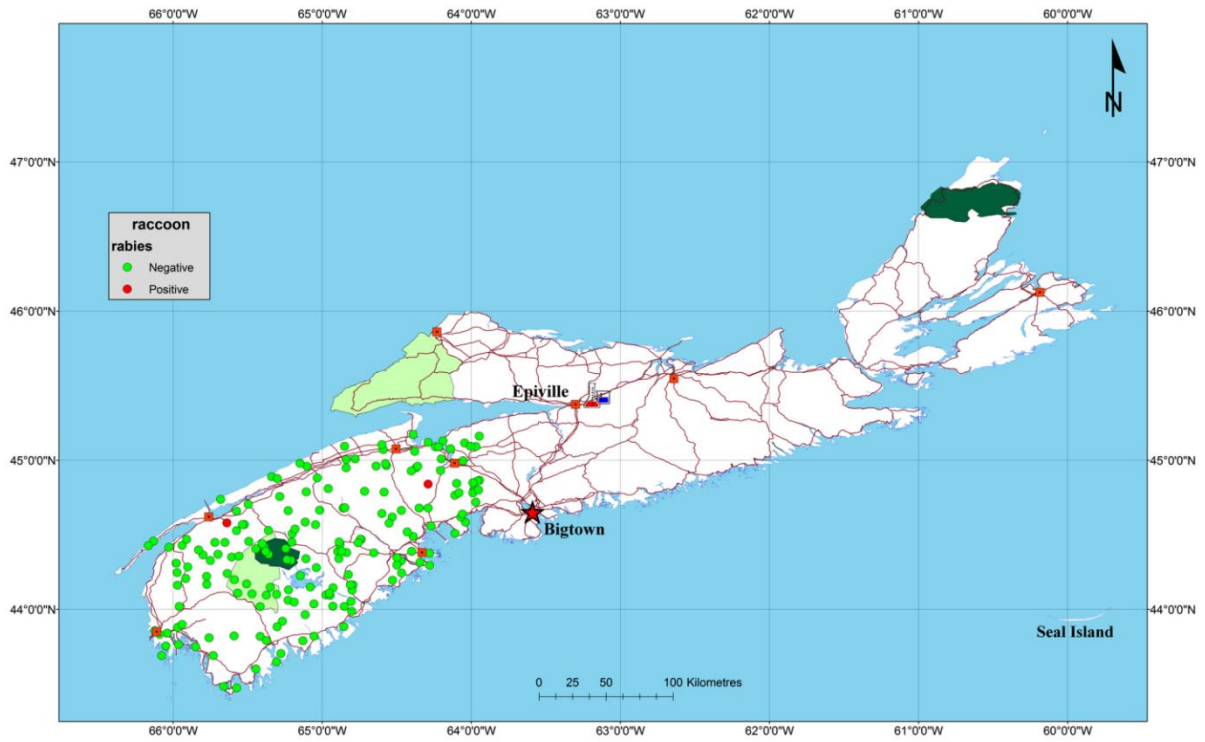 66°0'0"W 65°0'0"W 64°0'0"W 63°0'0"W 62°0'0"W 61°0'0"W 60°0'0"W
N
47°0'0"N 47°0'0"N
raccoon
rabies
Negative
Positive
46°0'0"N 46°0'0"N
Epiville
45°0'0"N 45°0'0"N
Bigtown
44°0'0"N 44°0'0"N
Seal Island
0 25 50 100 Kilometres
66°0'0"W 65°0'0"W 64°0'0"W 63°0'0"W 62°0'0"W 61°0'0"W 60°0'0"W